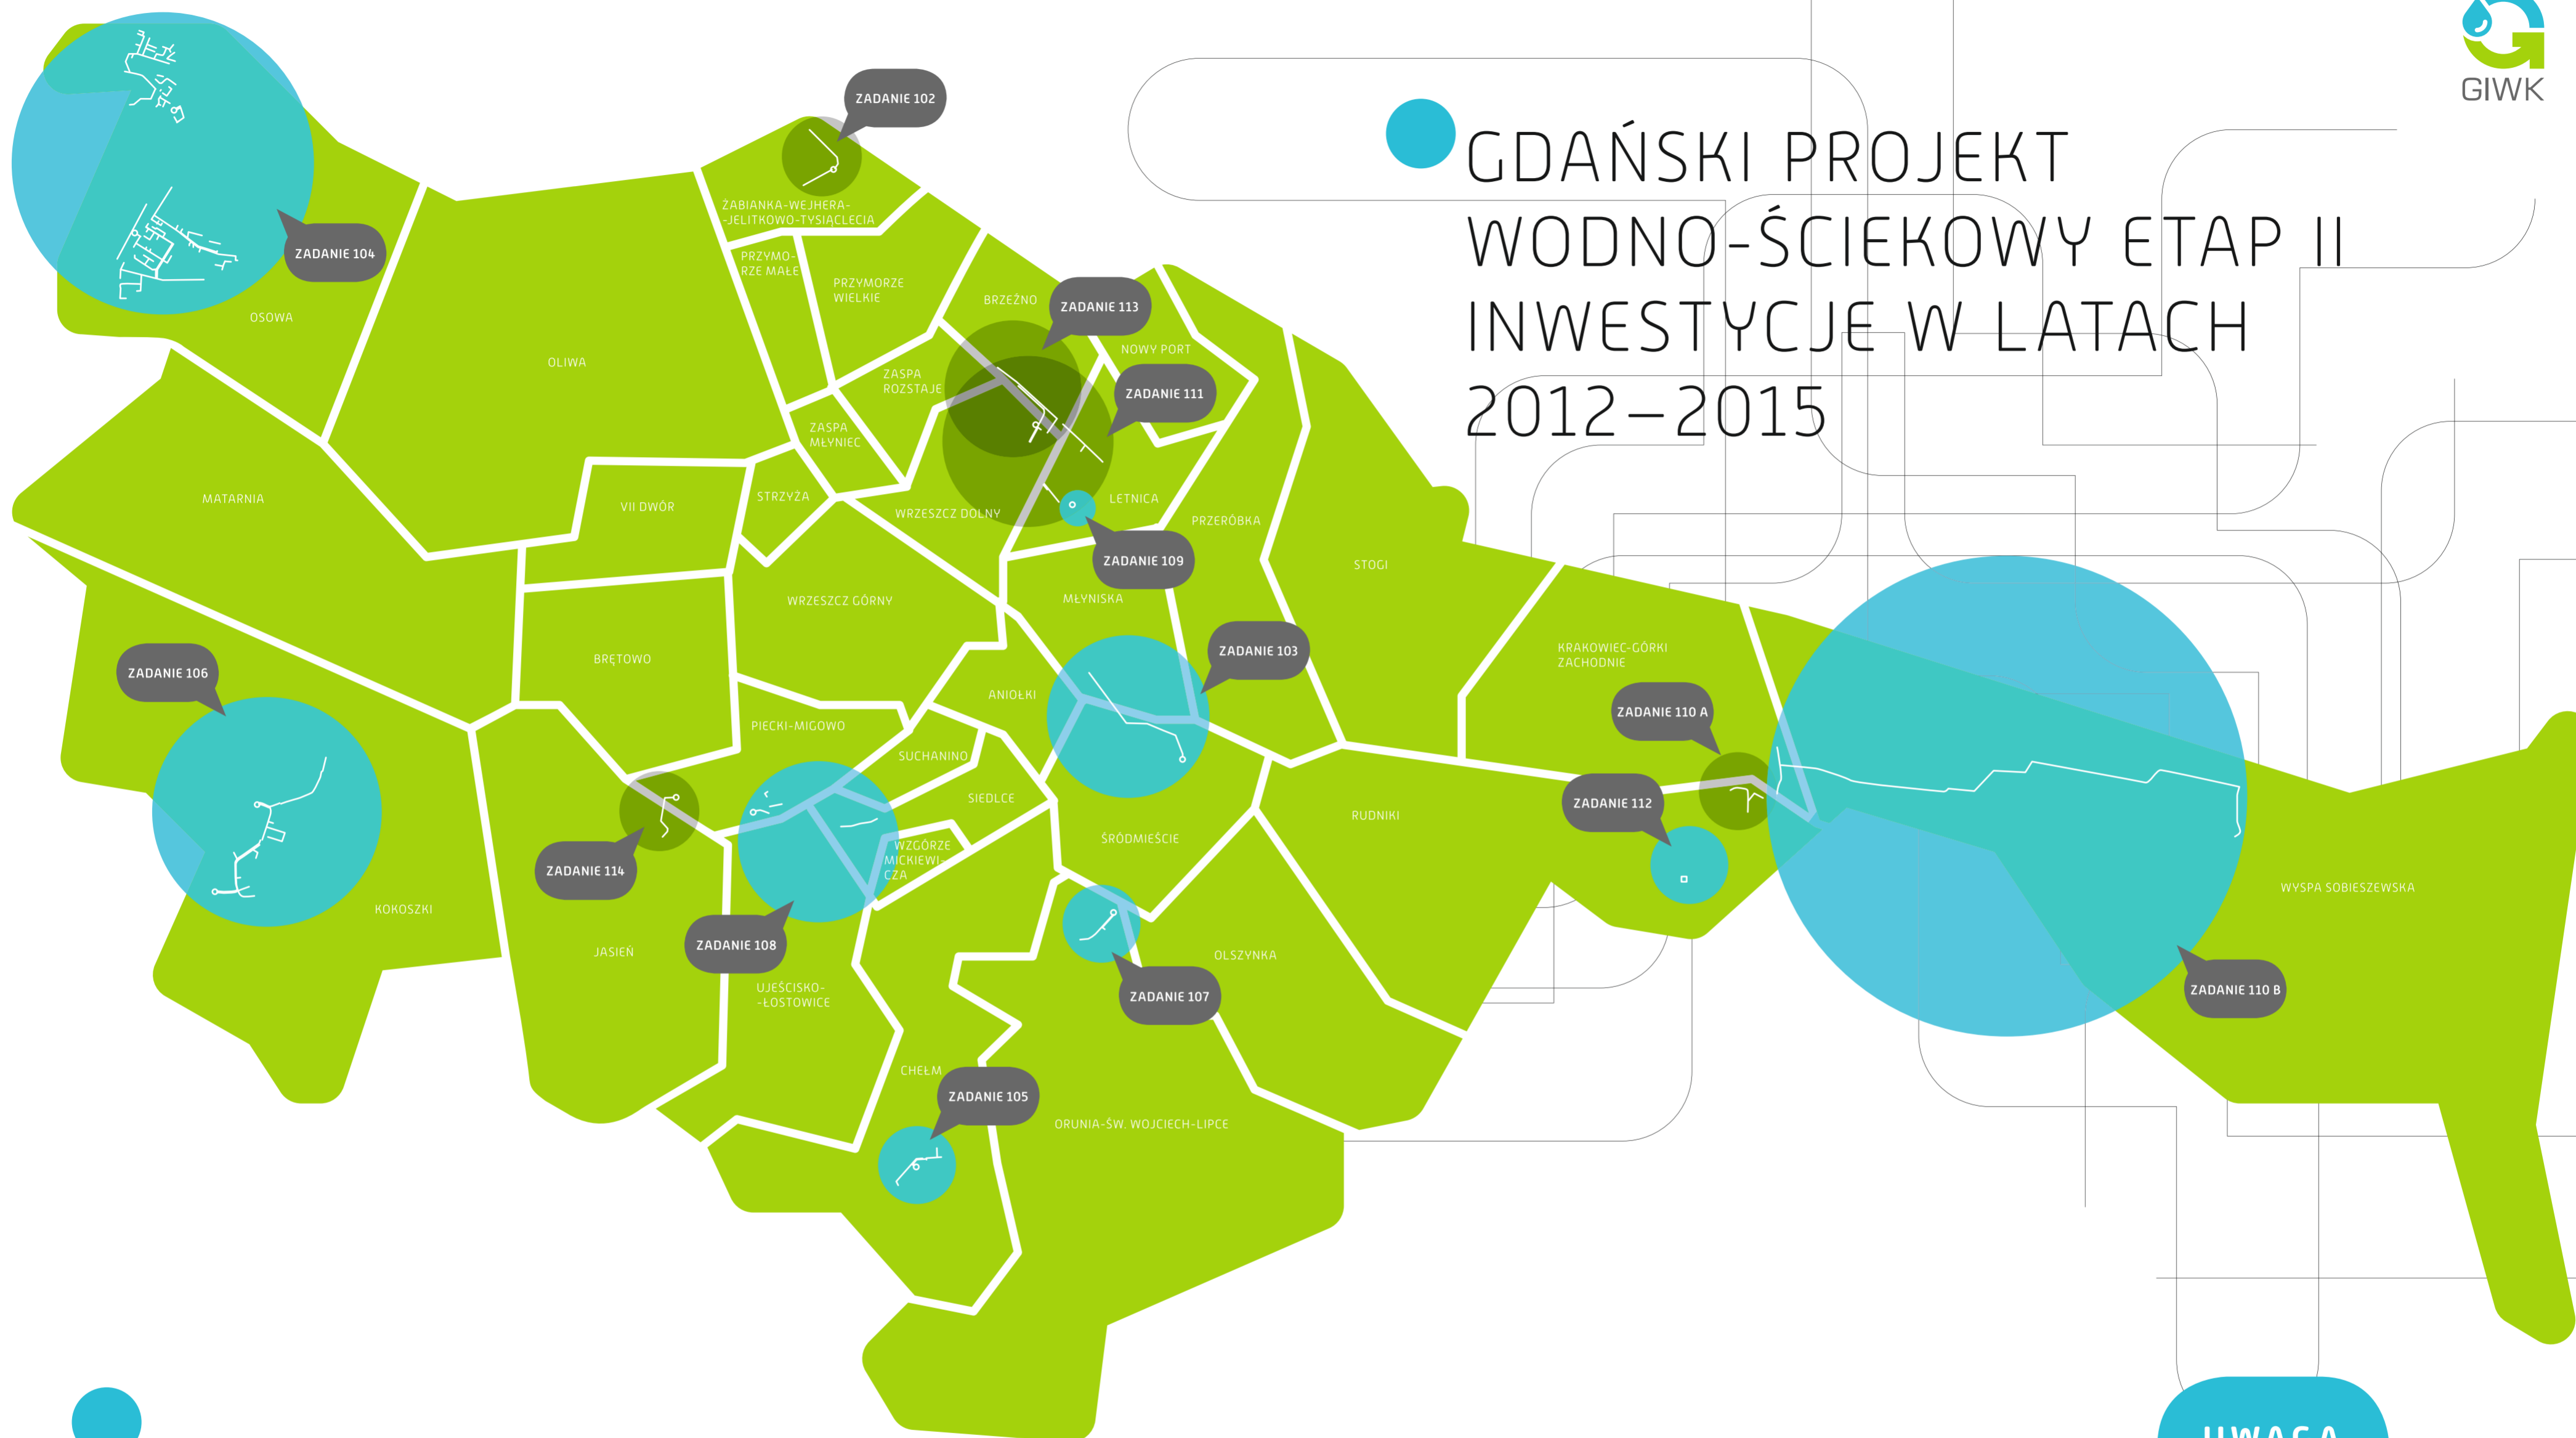 GIWK
GDAŃSKI PROJEKT
WODNO-ŚCIEKOWY ETAP II
INWESTYCJE W LATACH
2012–2015
ZADANIE 102
ŻABIANKA-WEJHERA-
-JELITKOWO-TYSIĄCLECIA
ZADANIE 104
PRZYMO-
RZE MAŁE
PRZYMORZE
WIELKIE
BRZEŹNO
ZADANIE 113
OSOWA
NOWY PORT
OLIWA
ZASPA
ROZSTAJE
ZADANIE 111
ZASPA
MŁYNIEC
MATARNIA
VII DWÓR
STRZYŻA
WRZESZCZ DOLNY
LETNICA
PRZERÓBKA
ZADANIE 109
STOGI
WRZESZCZ GÓRNY
MŁYNISKA
ZADANIE 106
BRĘTOWO
ZADANIE 103
KRAKOWIEC-GÓRKI
ZACHODNIE
ANIOŁKI
ZADANIE 110 A
PIECKI-MIGOWO
SUCHANINO
SIEDLCE
ZADANIE 112
RUDNIKI
ŚRÓDMIEŚCIE
WZGÓRZE
MICKIEWI-
CZA
ZADANIE 114
WYSPA SOBIESZEWSKA
KOKOSZKI
ZADANIE 108
JASIEŃ
OLSZYNKA
UJEŚCISKO-
-ŁOSTOWICE
ZADANIE 107
ZADANIE 110 B
CHEŁM
ZADANIE 105
ORUNIA-ŚW. WOJCIECH-LIPCE
UWAGA